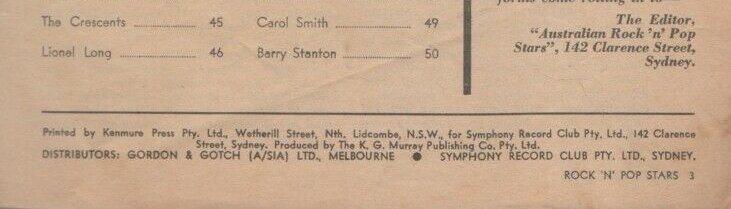 forms come rolling in to
The Crescents 45 Carol Smith 49
The Editor,
"Australian Rock 'n' Pop
Lionel Long 46 Barry Stanton 50
Stars", 142 Clarence Street,
Sydney.
Printed by Kenmure Press Pty. Ltd., Wetherill Street, Nth. Lidcombe, N.S.W., for Symphony Record Club Pty, Ltd., 142 Clarence
Street, Sydney. Produced by The K. G. Murray Publishing Co. Pty. Ltd.
DISTRIBUTORS: GORDON & GOTCH (A/SIA) LTD., MELBOURNE ● SYMPHONY RECORD CLUB PTY. LTD., SYDNEY.
ROCK 'N' POP STARS 3